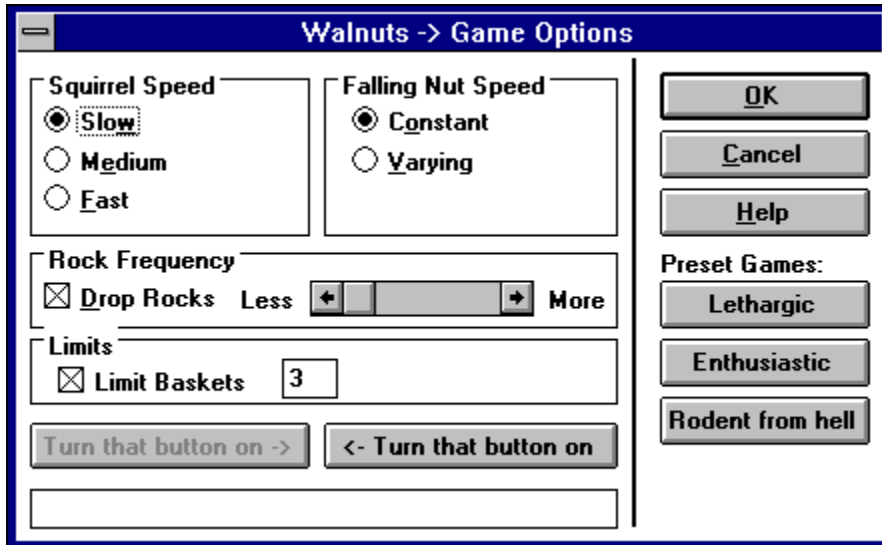 Walnuts -> Game Options
Squirrel Speed
Slow
Medium
Fast
Falling Nut Speed
Constant
Varying
Rock Frequency
Drop Rocks Less More
Limits
Limit Baskets 3
Turn that button on -> <- Turn that button on
OK
Cancel
Help
Preset Games:
Lethargic
Enthusiastic
Rodent from hell